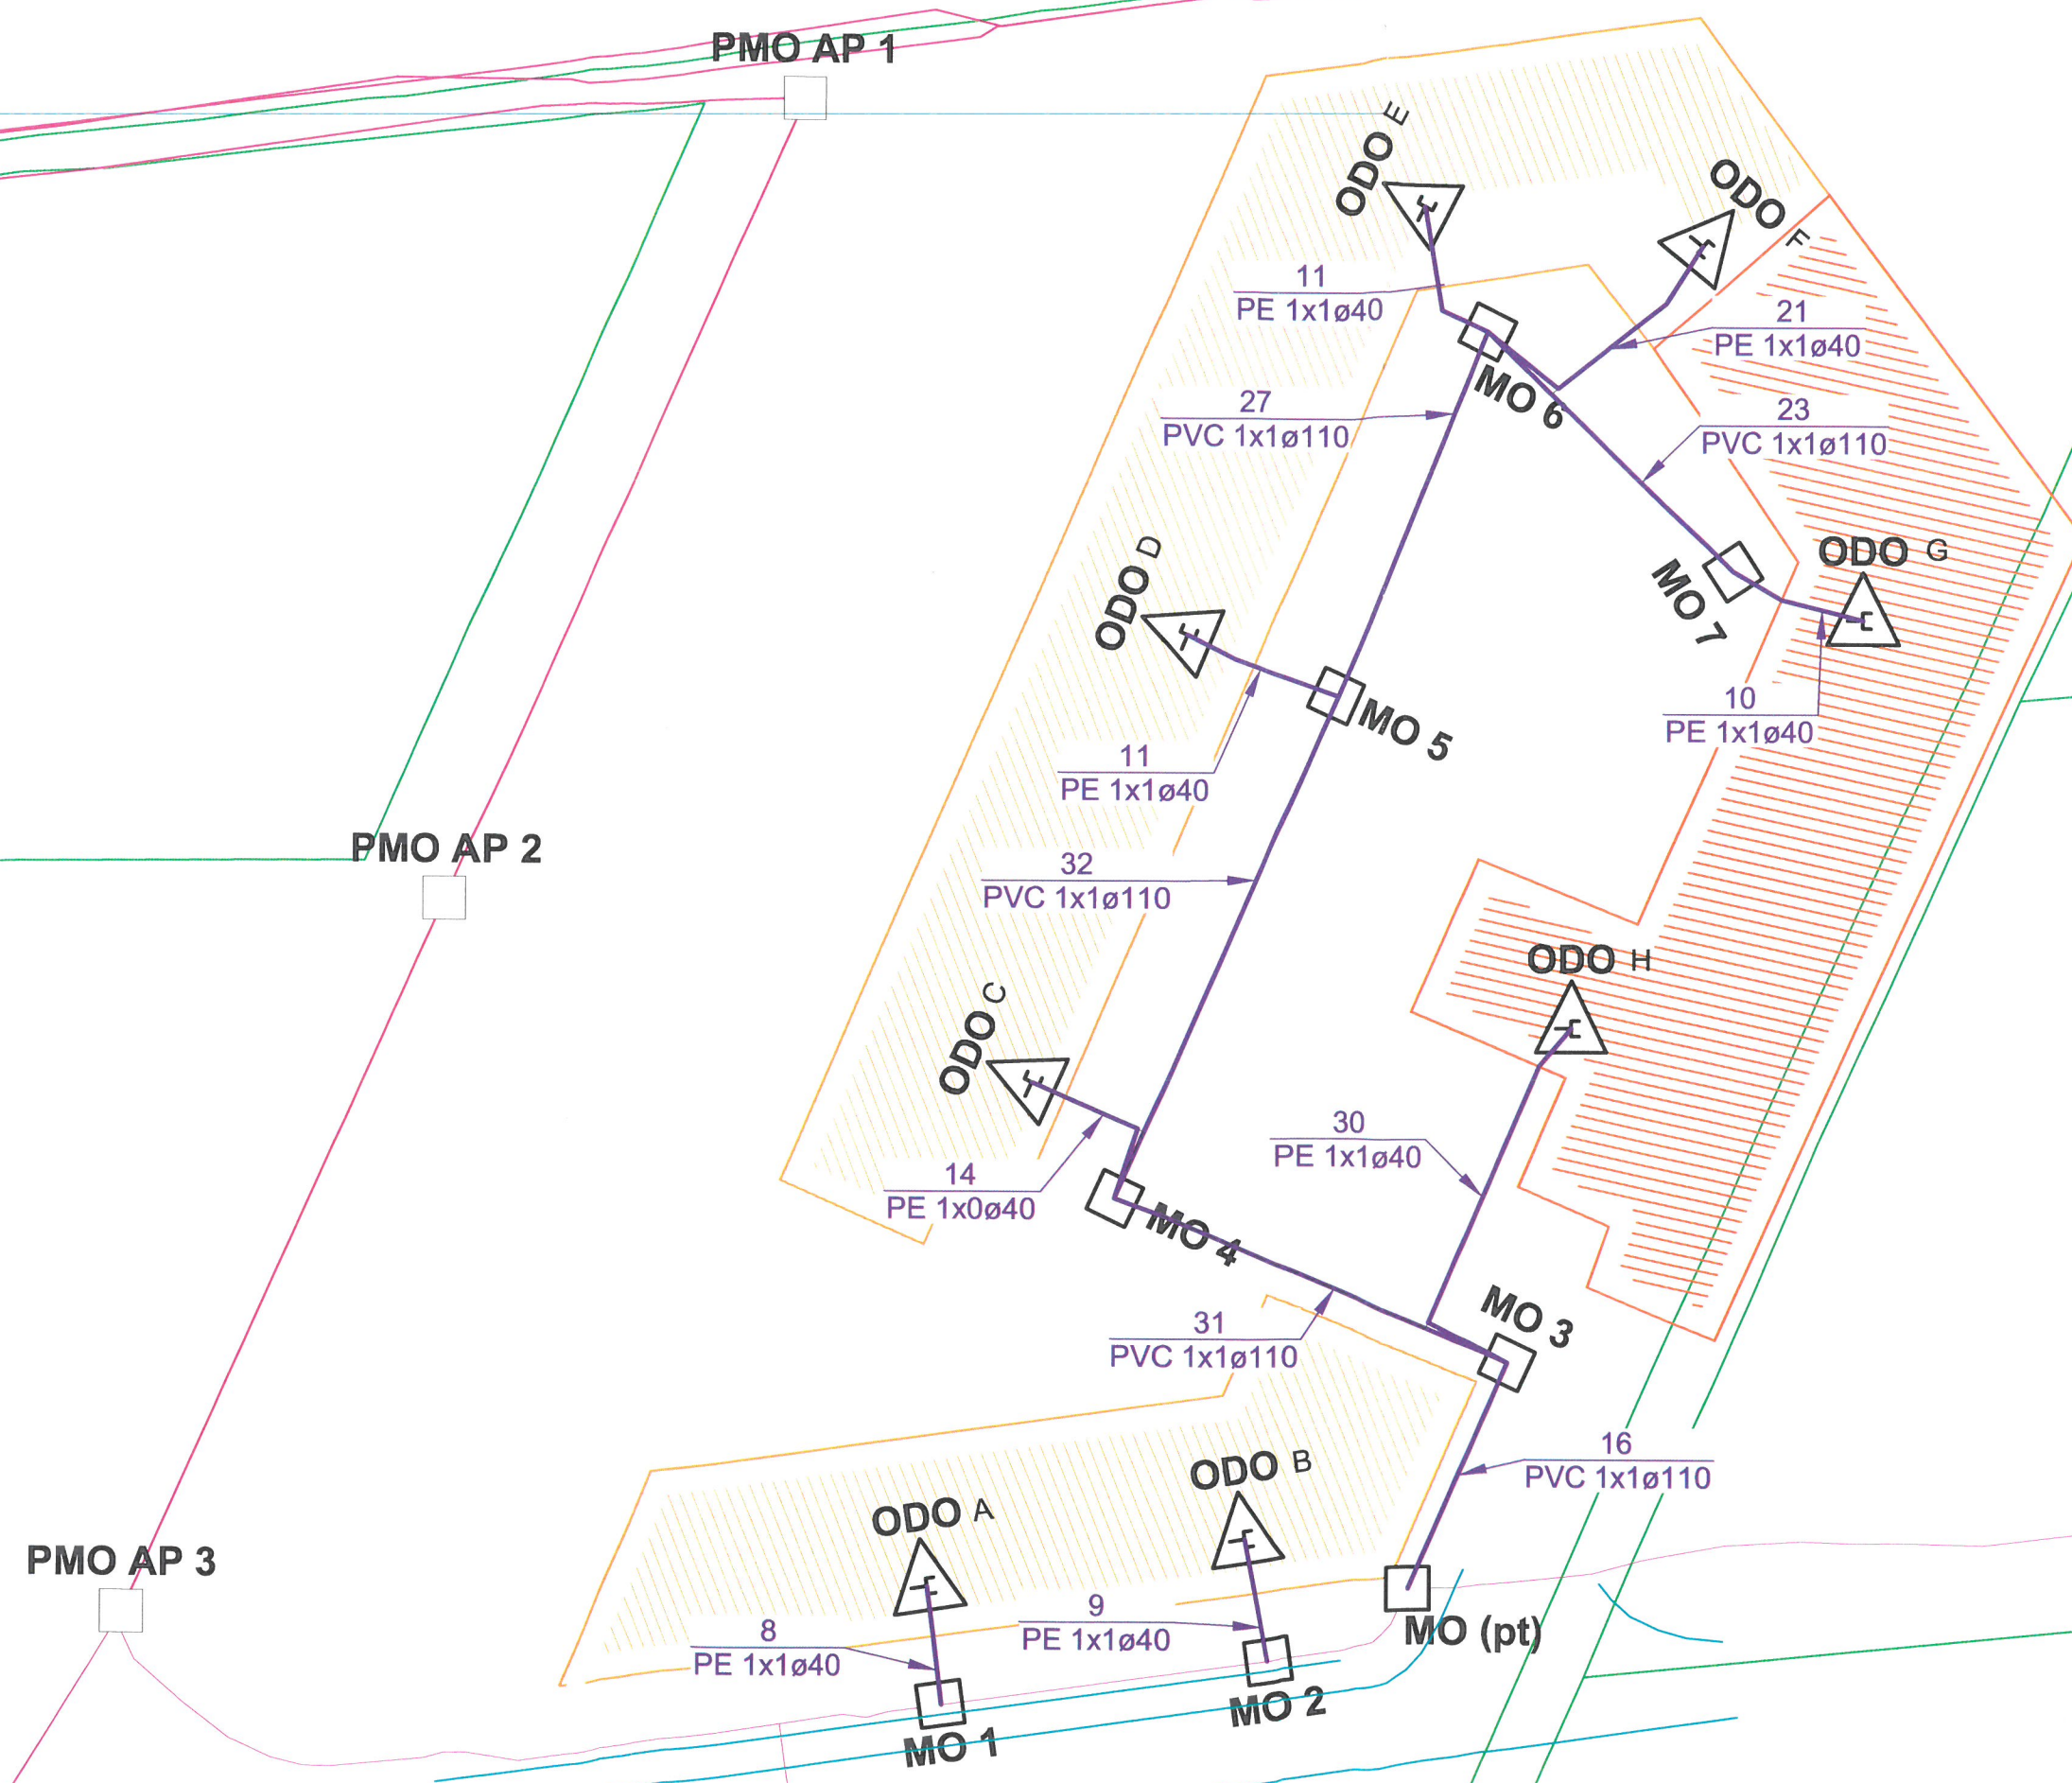 PMO AP 1
ODO E
ODO F
11
PE 1x1ø40
21
PE 1x1ø40
MO 6
27
PVC 1x1ø110
23
PVC 1x1ø110
ODO D
ODO G
MO 7
MO 5
10
PE 1x1ø40
11
PE 1x1ø40
PMO AP 2
32
PVC 1x1ø110
ODO H
ODO C
30
PE 1x1ø40
14
PE 1x0ø40
MO 4
MO 3
31
PVC 1x1ø110
16
PVC 1x1ø110
ODO B
ODO A
PMO AP 3
9
PE 1x1ø40
8
PE 1x1ø40
MO (pt)
MO 2
MO 1